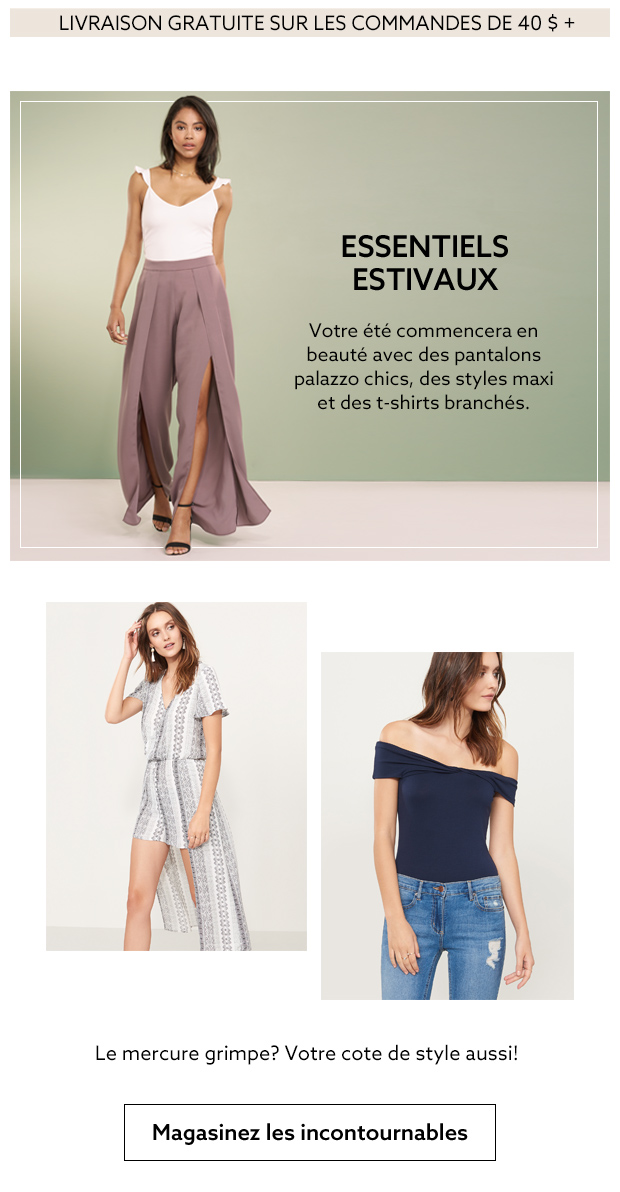 LIVRAISON GRATUITE SUR LES COMMANDES DE 40 $ +
ESSENTIELS
ESTIVAUX
Votre été commencera en
beauté avec des pantalons
palazzo chics, des styles maxi
et des t-shirts branchés.
Le mercure grimpe? Votre cote de style aussi!
Magasinez les incontournables